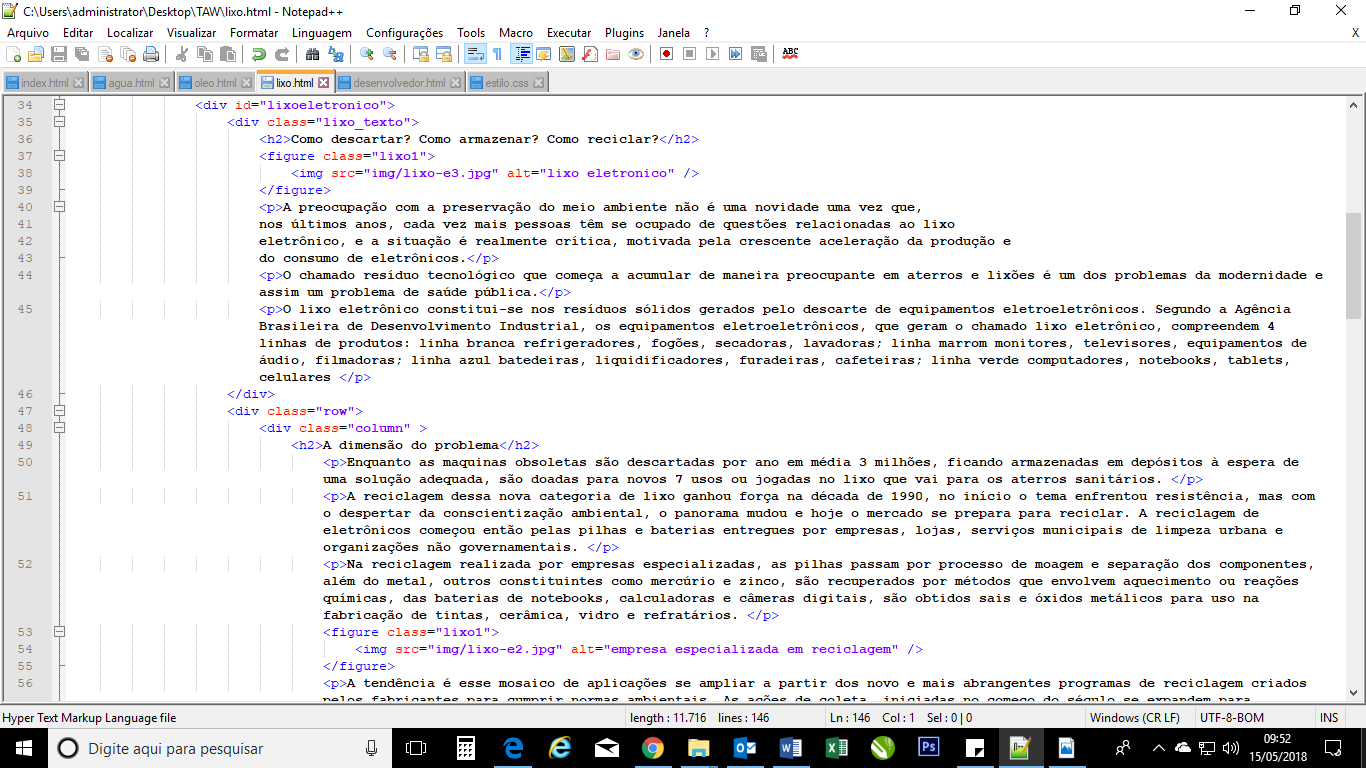 C:\Users\administrator\Desktop\TAW\lixo.html - Notepad++
Arquivo Editar Localizar Visualizar Formatar Linguagem Configurações Tools Macro Executar Plugins Janela ? X
ABC
index.html agua.html oleo.html lixo.html desenvolvedor.html estilo.css
34 <div id="lixoeletronico">
35 <div class="lixo_texto">
36 <h2>Como descartar? Como armazenar? Como reciclar?</h2>
37 <figure class="lixo1">
38 <img src="img/lixo-e3.jpg" alt="lixo eletronico" />
39 </figure>
40 <p>A preocupação com a preservação do meio ambiente não é uma novidade uma vez que,
41 nos últimos anos, cada vez mais pessoas têm se ocupado de questões relacionadas ao lixo
42 eletrônico, e a situação é realmente crítica, motivada pela crescente aceleração da produção e
43 do consumo de eletrônicos.</p>
44 <p>O chamado resíduo tecnológico que começa a acumular de maneira preocupante em aterros e lixões é um dos problemas da modernidade e
assim um problema de saúde pública.</p>
45 <p>O lixo eletrônico constitui-se nos resíduos sólidos gerados pelo descarte de equipamentos eletroeletrônicos. Segundo a Agência
Brasileira de Desenvolvimento Industrial, os equipamentos eletroeletrônicos, que geram o chamado lixo eletrônico, compreendem 4
linhas de produtos: linha branca refrigeradores, fogões, secadoras, lavadoras; linha marrom monitores, televisores, equipamentos de
áudio, filmadoras; linha azul batedeiras, liquidificadores, furadeiras, cafeteiras; linha verde computadores, notebooks, tablets,
celulares </p>
46 </div>
47 <div class="row">
48 <div class="column" >
49 <h2>A dimensão do problema</h2>
50 <p>Enquanto as maquinas obsoletas são descartadas por ano em média 3 milhões, ficando armazenadas em depósitos à espera de
uma solução adequada, são doadas para novos 7 usos ou jogadas no lixo que vai para os aterros sanitários. </p>
51 <p>A reciclagem dessa nova categoria de lixo ganhou força na década de 1990, no início o tema enfrentou resistência, mas com
o despertar da conscientização ambiental, o panorama mudou e hoje o mercado se prepara para reciclar. A reciclagem de
eletrônicos começou então pelas pilhas e baterias entregues por empresas, lojas, serviços municipais de limpeza urbana e
organizações não governamentais. </p>
52 <p>Na reciclagem realizada por empresas especializadas, as pilhas passam por processo de moagem e separação dos componentes,
além do metal, outros constituintes como mercúrio e zinco, são recuperados por métodos que envolvem aquecimento ou reações
químicas, das baterias de notebooks, calculadoras e câmeras digitais, são obtidos sais e óxidos metálicos para uso na
fabricação de tintas, cerâmica, vidro e refratários. </p>
53 <figure class="lixo1">
54 <img src="img/lixo-e2.jpg" alt="empresa especializada em reciclagem" />
55 </figure>
56 <p>A tendência é esse mosaico de aplicações se ampliar a partir dos novo e mais abrangentes programas de reciclagem criados
pelos fabricantes para cumprir normas ambientais. As ações de coleta, iniciadas no começo do século se expandem para
Hyper Text Markup Language file length : 11.716 lines : 146 Ln : 146 Col : 1 Sel : 0 | 0 Windows (CR LF) UTF-8-BOM INS
Digite aqui para pesquisar
09:52
15/05/2018